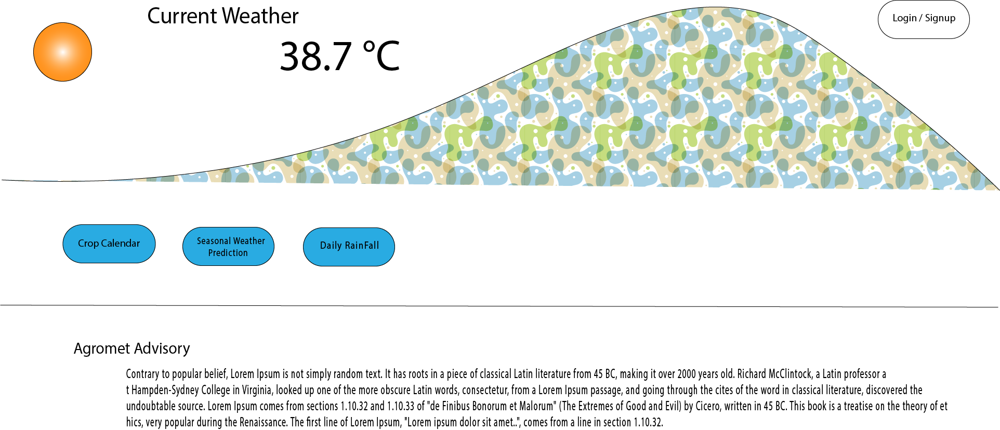 Current Weather
38.7 °C
Login / Signup
Crop Calendar
Seasonal Weather
Prediction
Daily RainFall
Agromet Advisory
Contrary to popular belief, Lorem Ipsum is not simply random text. It has roots in a piece of classical Latin literature from 45 BC, making it over 2000 years old. Richard McClintock, a Latin professor a
t Hampden-Sydney College in Virginia, looked up one of the more obscure Latin words, consectetur, from a Lorem Ipsum passage, and going through the cites of the word in classical literature, discovered the
undoubtable source. Lorem Ipsum comes from sections 1.10.32 and 1.10.33 of "de Finibus Bonorum et Malorum" (The Extremes of Good and Evil) by Cicero, written in 45 BC. This book is a treatise on the theory of et
hics, very popular during the Renaissance. The first line of Lorem Ipsum, "Lorem ipsum dolor sit amet..", comes from a line in section 1.10.32.